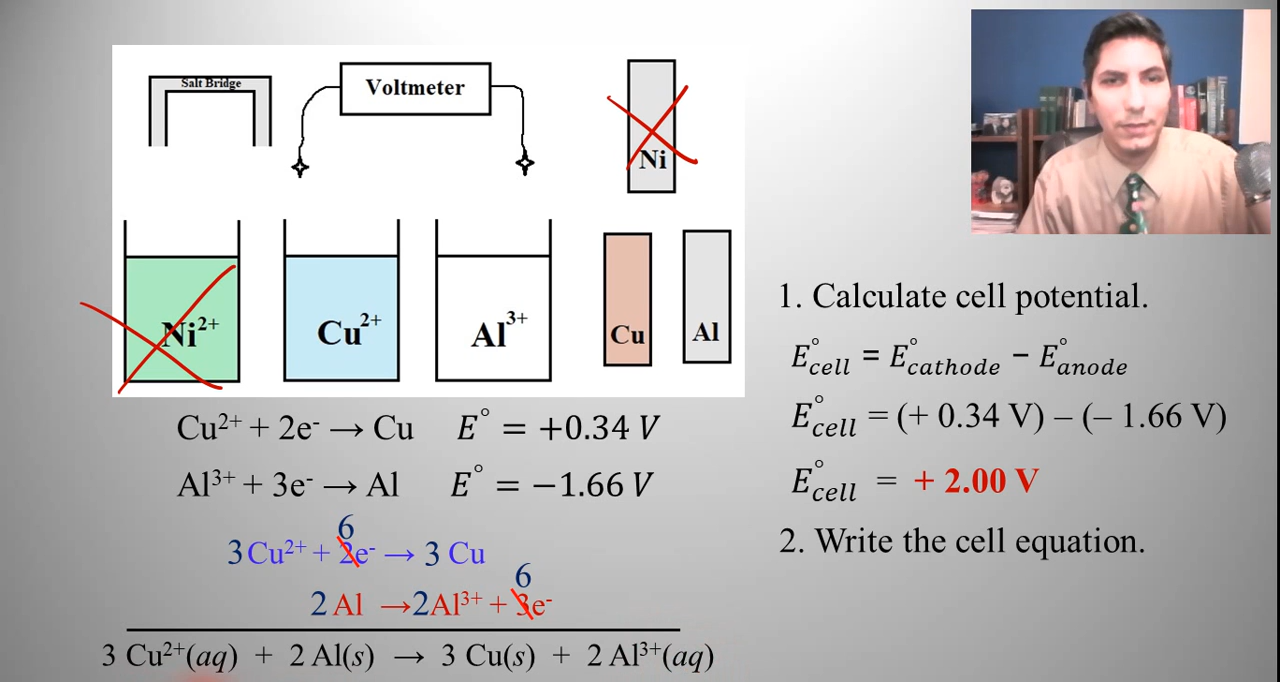 Salt Bridge
Voltmeter
Ni
Ni²⁺
Cu²⁺
Al³⁺
Cu
Al
Cu²⁺ + 2e⁻ → Cu E° = +0.34 V
Al³⁺ + 3e⁻ → Al E° = −1.66 V
6
3 Cu²⁺ + 2e⁻ → 3 Cu
6
2 Al → 2Al³⁺ + 3e⁻
3 Cu²⁺(aq) + 2 Al(s) → 3 Cu(s) + 2 Al³⁺(aq)
1. Calculate cell potential.
E°cell = E°cathode − E°anode
E°cell = (+ 0.34 V) – (– 1.66 V)
E°cell = + 2.00 V
2. Write the cell equation.